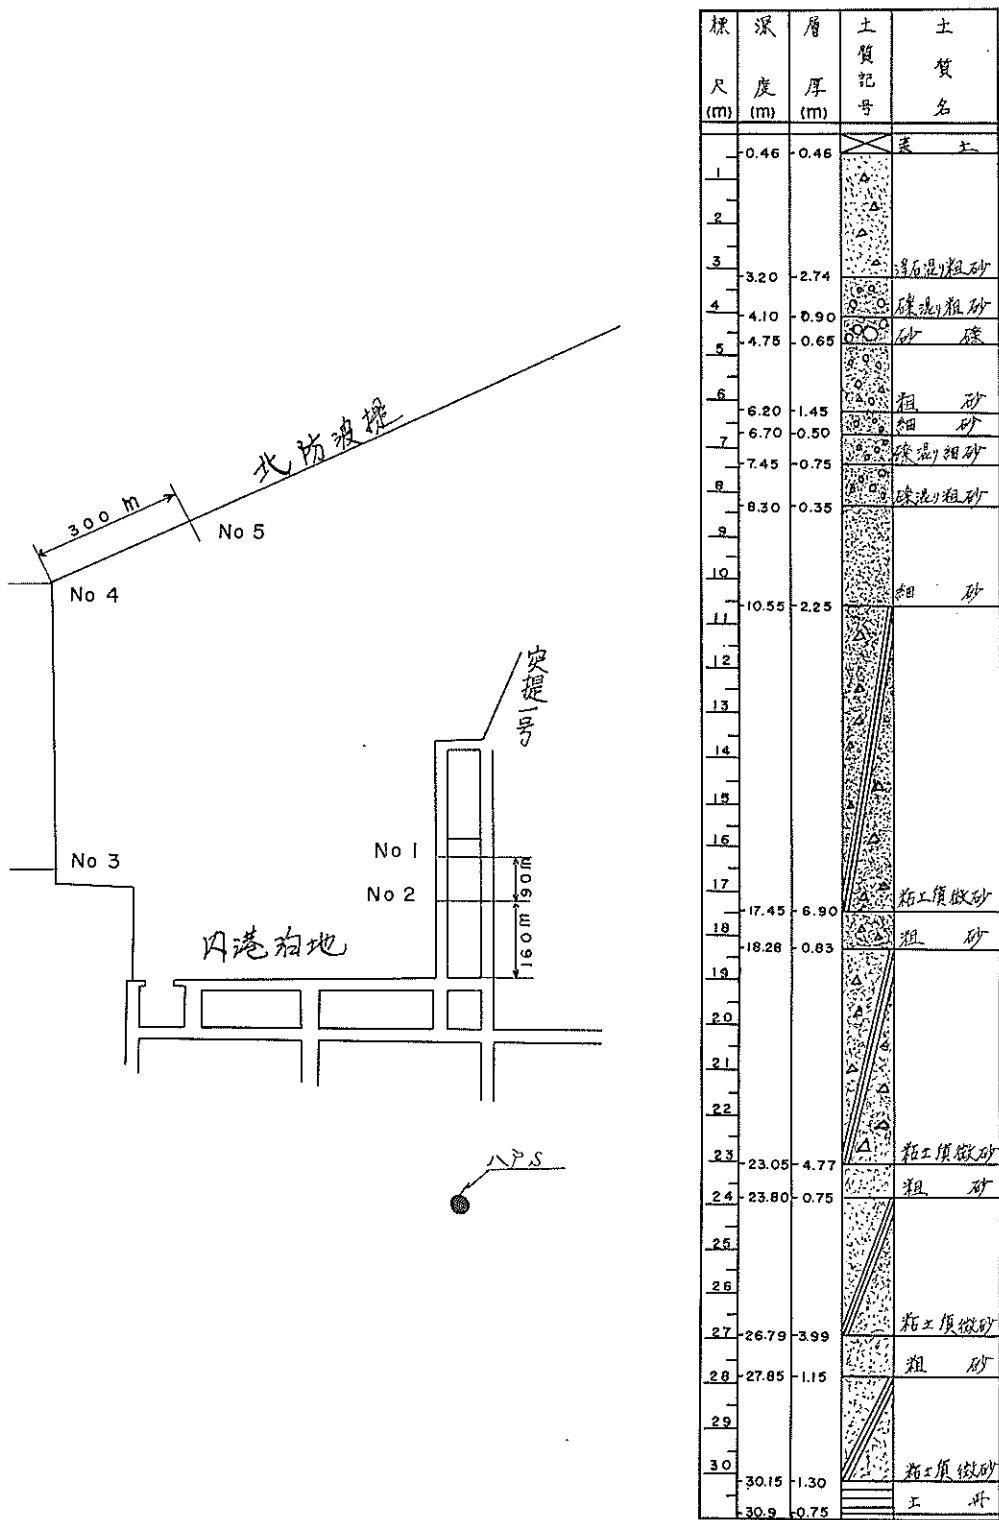 北防波堤
300 m
No 5
No 4
突提一号
No 3
No 1
No 2
190m
160m
内港泊地
八戸S
標尺(m) 深度(m) 層厚(m) 土質記号 土質名
0.46 0.46 表土
1
2
3
3.20 2.74 浮石混り粗砂
4
4.10 0.90 礫混り粗砂
4.75 0.65 砂礫
5
6
6.20 1.45 粗砂
6.70 0.50 細砂
7
7.45 0.75 礫混り細砂
8
8.30 0.35 礫混り粗砂
9
10
10.55 2.25 細砂
11
12
13
14
15
16
17
17.45 6.90 粘土質微砂
18
18.28 0.83 粗砂
19
20
21
22
23
23.05 4.77 粘土質微砂
23.80 0.75 粗砂
24
25
26
27
26.79 3.99 粘土質微砂
28
27.85 1.15 粗砂
29
30
30.15 1.30 粘土質微砂
30.9 0.75 土丹